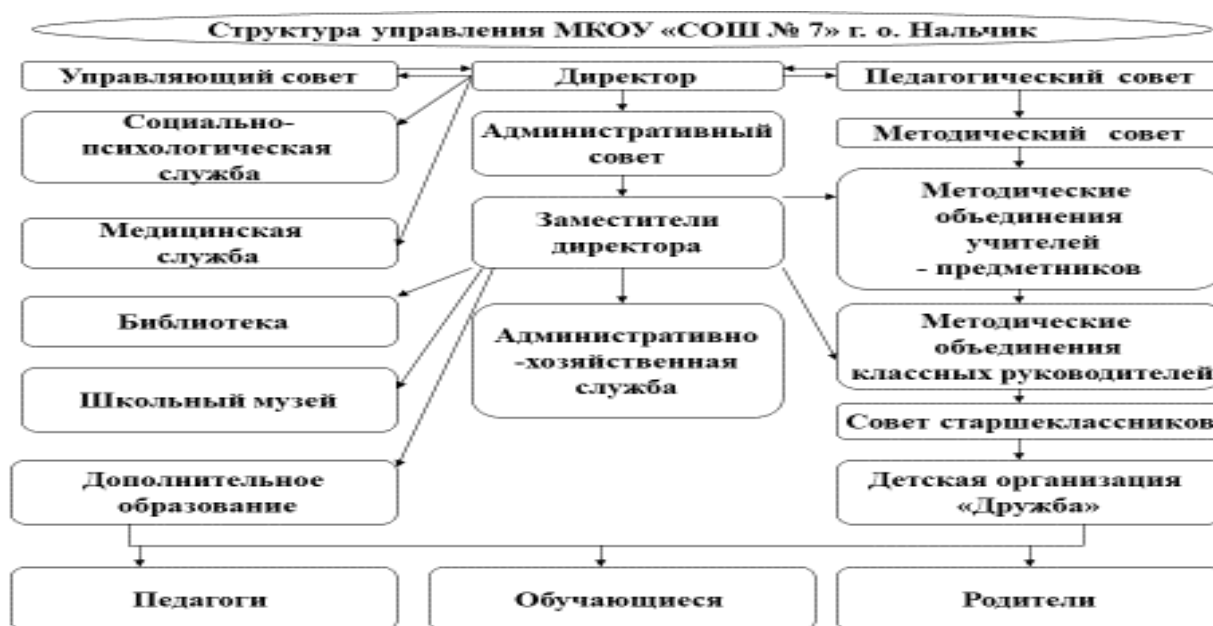 Структура управления МКОУ «СОШ № 7» г. о. Нальчик
Управляющий совет
Директор
Педагогический совет
Социально-
психологическая
служба
Административный
совет
Методический совет
Медицинская
служба
Заместители
директора
Методические
объединения
учителей
- предметников
Библиотека
Административно
-хозяйственная
служба
Методические
объединения
классных руководителей
Школьный музей
Совет старшеклассников
Дополнительное
образование
Детская организация
«Дружба»
Педагоги
Обучающиеся
Родители